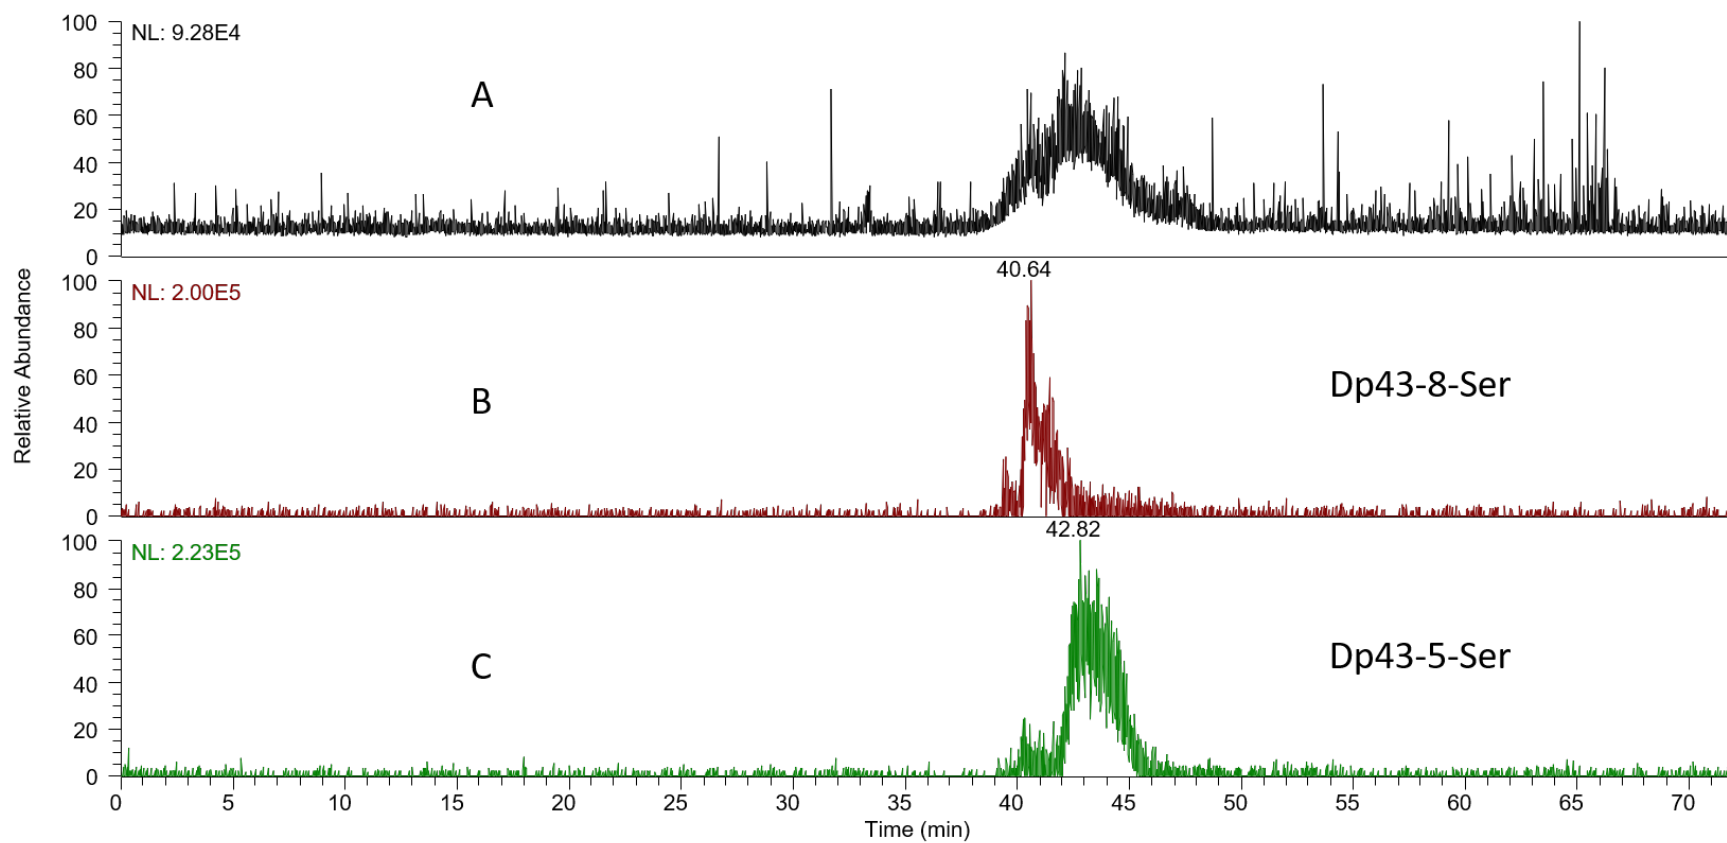 100
NL: 9.28E4
80
A
60
40
20
0
40.64
100
NL: 2.00E5
80
Dp43-8-Ser
60
B
40
20
0
42.82
100
NL: 2.23E5
80
60
Dp43-5-Ser
C
40
20
0
Relative Abundance
0 5 10 15 20 25 30 35 40 45 50 55 60 65 70
Time (min)